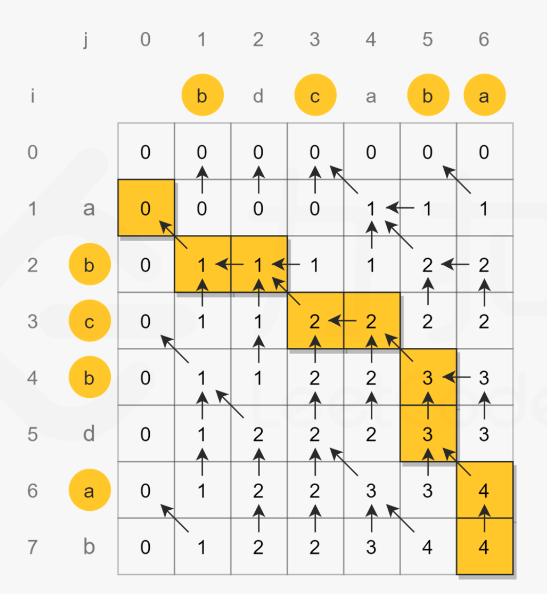 j 0 1 2 3 4 5 6
i b d c a b a
0 0 0 0 0 0 0 0
1 a 0 0 0 0 1 1 1
2 b 0 1 1 1 1 2 2
3 c 0 1 1 2 2 2 2
4 b 0 1 1 2 2 3 3
5 d 0 1 2 2 2 3 3
6 a 0 1 2 2 3 3 4
7 b 0 1 2 2 3 4 4